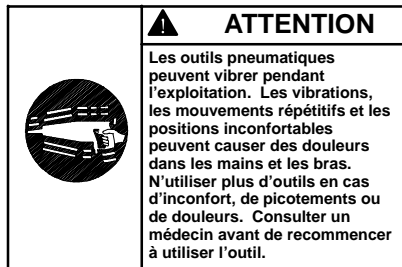 ATTENTION
Les outils pneumatiques
peuvent vibrer pendant
l'exploitation. Les vibrations,
les mouvements répétitifs et les
positions inconfortables
peuvent causer des douleurs
dans les mains et les bras.
N'utiliser plus d'outils en cas
d'inconfort, de picotements ou
de douleurs. Consulter un
médecin avant de recommencer
à utiliser l'outil.